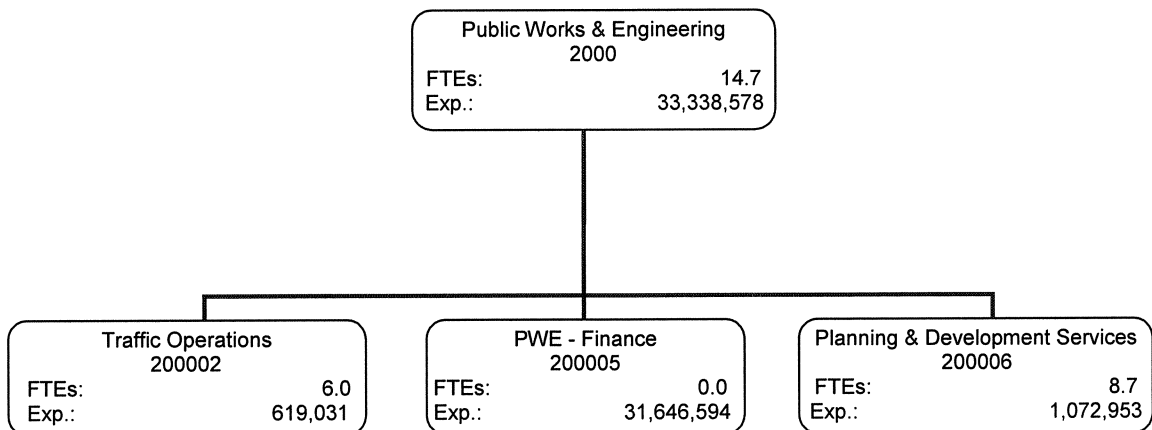 Public Works & Engineering
2000
FTEs: 14.7
Exp.: 33,338,578
Traffic Operations
200002
FTEs: 6.0
Exp.: 619,031
PWE - Finance
200005
FTEs: 0.0
Exp.: 31,646,594
Planning & Development Services
200006
FTEs: 8.7
Exp.: 1,072,953